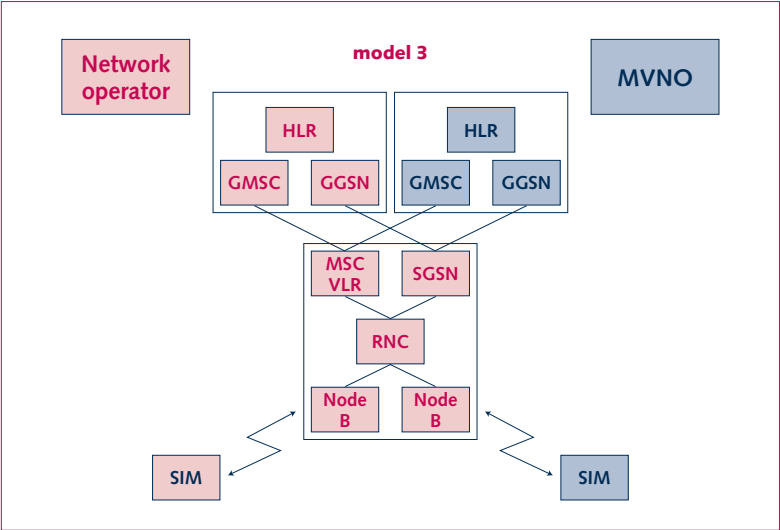 model 3
Network
operator
MVNO
HLR
HLR
GMSC
GGSN
GMSC
GGSN
MSC
VLR
SGSN
RNC
Node
B
Node
B
SIM
SIM